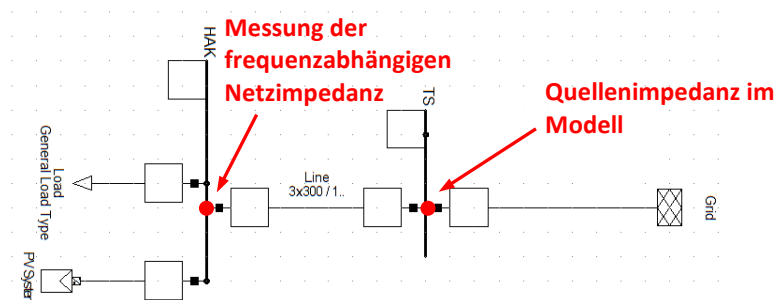 HAK
Messung der
frequenzabhängigen
Netzimpedanz
TS
Quellenimpedanz im
Modell
Load
General Load Type
Line
3x300 / 1..
Grid
PV System